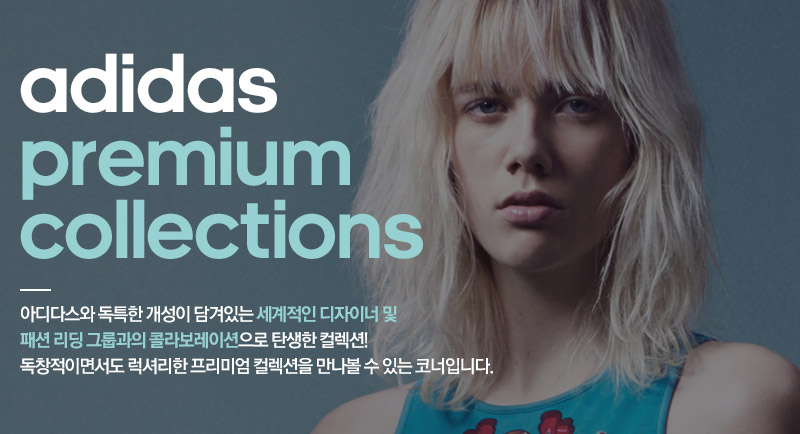 adidas
premium
collections
아디다스와 독특한 개성이 담겨있는 세계적인 디자이너 및
패션 리딩 그룹과의 콜라보레이션으로 탄생한 컬렉션!
독창적이면서도 럭셔리한 프리미엄 컬렉션을 만나볼 수 있는 코너입니다.